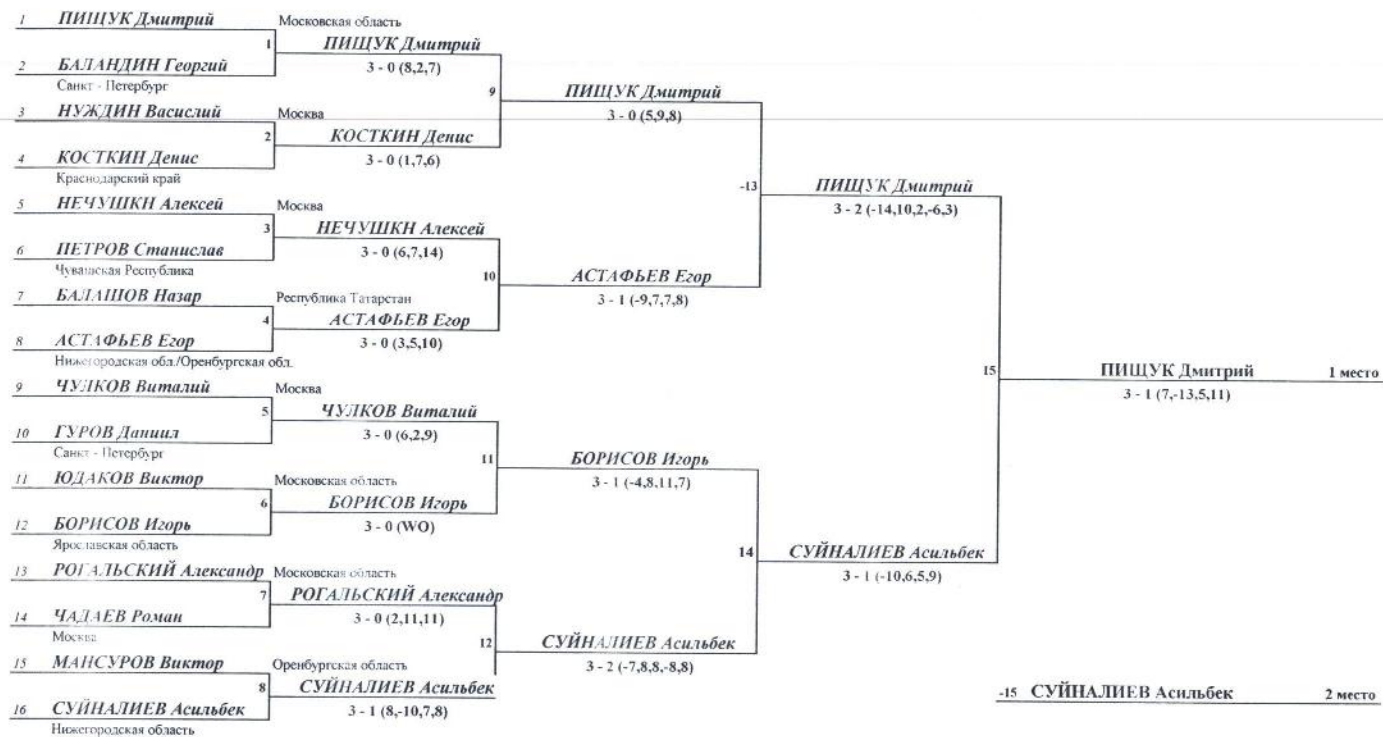 1 ПИЩУК Дмитрий Московская область
1 ПИЩУК Дмитрий
2 БАЛАНДИН Георгий 3 - 0 (8,2,7)
Санкт - Петербург
9 ПИЩУК Дмитрий
3 НУЖДИН Васислий Москва 3 - 0 (5,9,8)
2 КОСТКИН Денис
4 КОСТКИН Денис 3 - 0 (1,7,6)
Краснодарский край
-13 ПИЩУК Дмитрий
5 НЕЧУШКН Алексей Москва 3 - 2 (-14,10,2,-6,3)
3 НЕЧУШКН Алексей
6 ПЕТРОВ Станислав 3 - 0 (6,7,14)
Чувашская Республика
10 АСТАФЬЕВ Егор
7 БАЛАШОВ Назар Республика Татарстан 3 - 1 (-9,7,7,8)
4 АСТАФЬЕВ Егор
8 АСТАФЬЕВ Егор 3 - 0 (3,5,10)
Нижегородская обл./Оренбургская обл.
15 ПИЩУК Дмитрий 1 место
9 ЧУЛКОВ Виталий Москва 3 - 1 (7,-13,5,11)
5 ЧУЛКОВ Виталий
10 ГУРОВ Даниил 3 - 0 (6,2,9)
Санкт - Петербург
11 БОРИСОВ Игорь
11 ЮДАКОВ Виктор Московская область 3 - 1 (-4,8,11,7)
6 БОРИСОВ Игорь
12 БОРИСОВ Игорь 3 - 0 (WO)
Ярославская область
14 СУЙНАЛИЕВ Асильбек
13 РОГАЛЬСКИЙ Александр Московская область 3 - 1 (-10,6,5,9)
7 РОГАЛЬСКИЙ Александр
14 ЧАДАЕВ Роман 3 - 0 (2,11,11)
Москва
12 СУЙНАЛИЕВ Асильбек
15 МАНСУРОВ Виктор Оренбургская область 3 - 2 (-7,8,8,-8,8)
8 СУЙНАЛИЕВ Асильбек
-15 СУЙНАЛИЕВ Асильбек 2 место
16 СУЙНАЛИЕВ Асильбек 3 - 1 (8,-10,7,8)
Нижегородская область